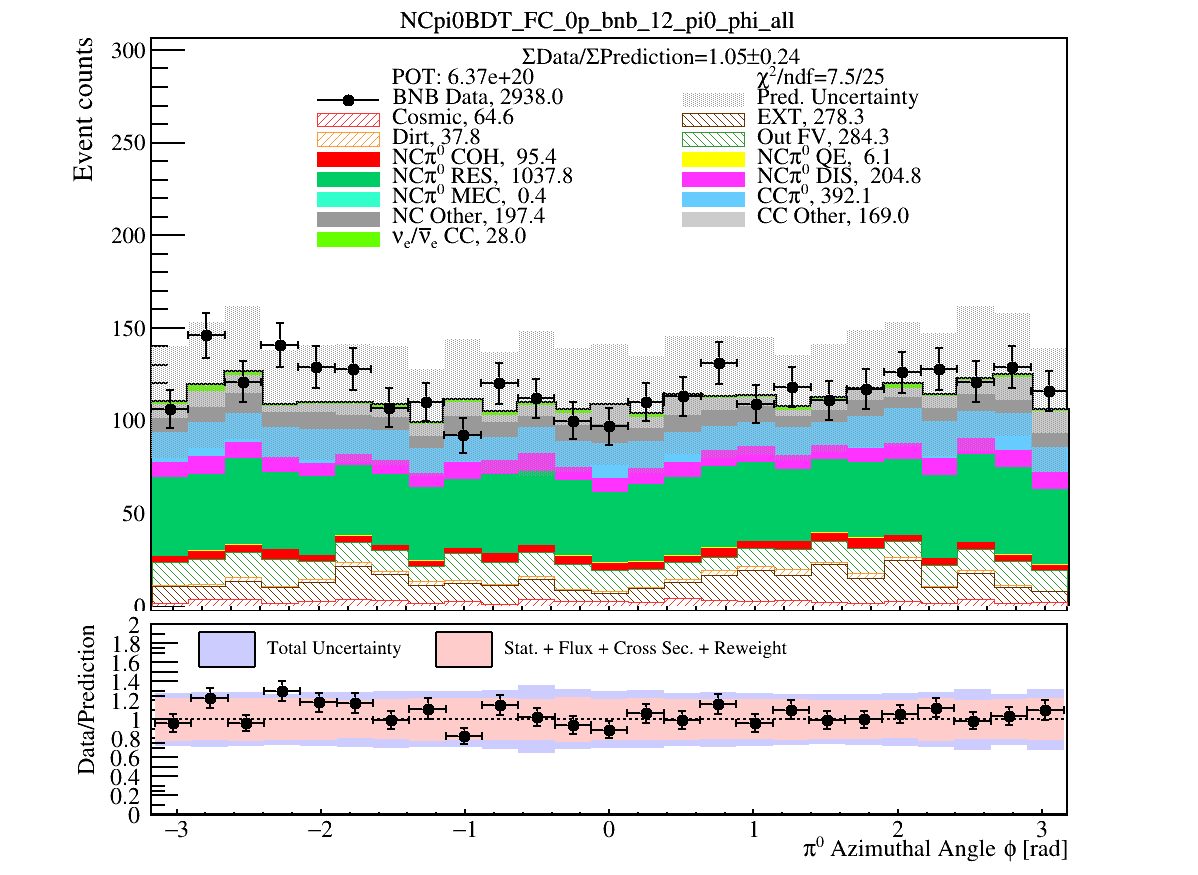 NCpi0BDT_FC_0p_bnb_12_pi0_phi_all
ΣData/ΣPrediction=1.05±0.24
POT: 6.37e+20
χ²/ndf=7.5/25
BNB Data, 2938.0
Pred. Uncertainty
Cosmic, 64.6
EXT, 278.3
Dirt, 37.8
Out FV, 284.3
NCπ⁰ COH, 95.4
NCπ⁰ QE, 6.1
NCπ⁰ RES, 1037.8
NCπ⁰ DIS, 204.8
NCπ⁰ MEC, 0.4
CCπ⁰, 392.1
NC Other, 197.4
CC Other, 169.0
νₑ/ν̅ₑ CC, 28.0
Event counts
300
250
200
150
100
50
0
Total Uncertainty
Stat. + Flux + Cross Sec. + Reweight
Data/Prediction
2
1.8
1.6
1.4
1.2
1
0.8
0.6
0.4
0.2
0
−3 −2 −1 0 1 2 3
π⁰ Azimuthal Angle ϕ [rad]